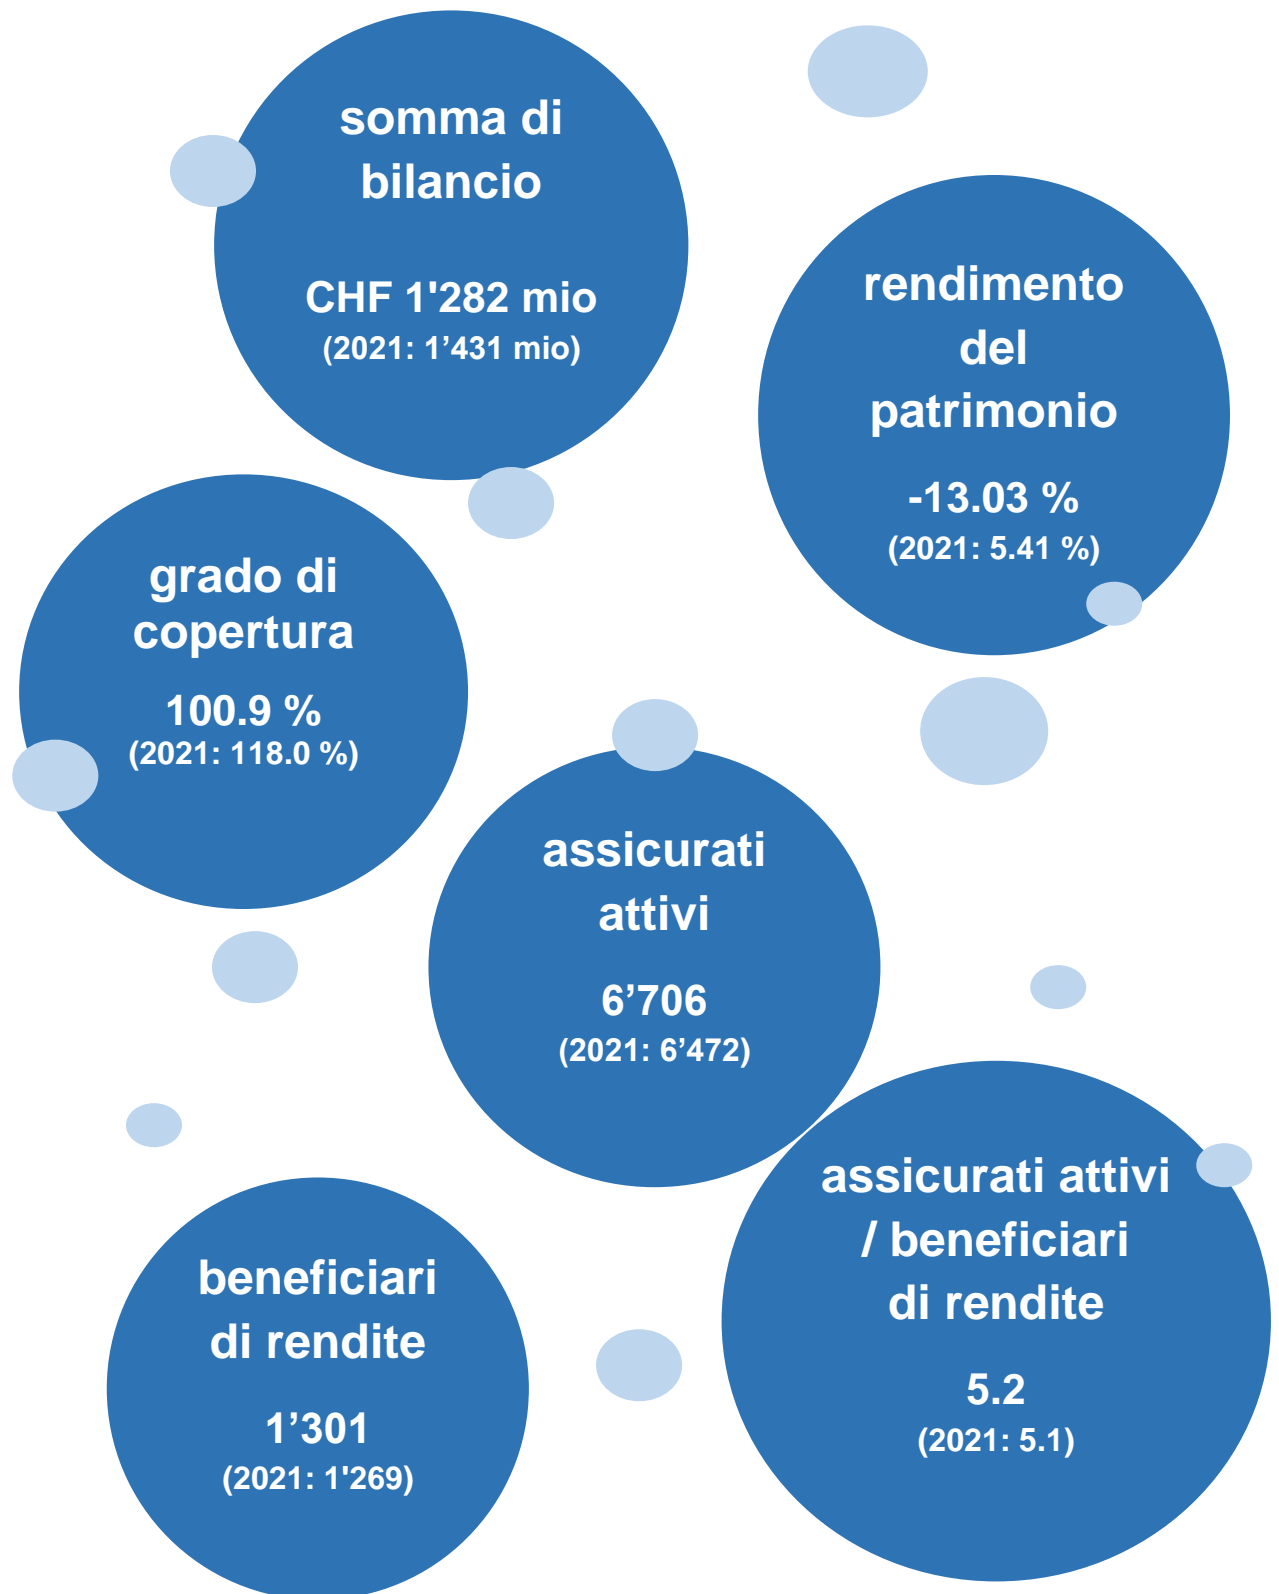 somma di
bilancio
CHF 1'282 mio
(2021: 1’431 mio)
rendimento
del
patrimonio
-13.03 %
(2021: 5.41 %)
grado di
copertura
100.9 %
(2021: 118.0 %)
assicurati
attivi
6’706
(2021: 6’472)
assicurati attivi
/ beneficiari
di rendite
5.2
(2021: 5.1)
beneficiari
di rendite
1’301
(2021: 1'269)